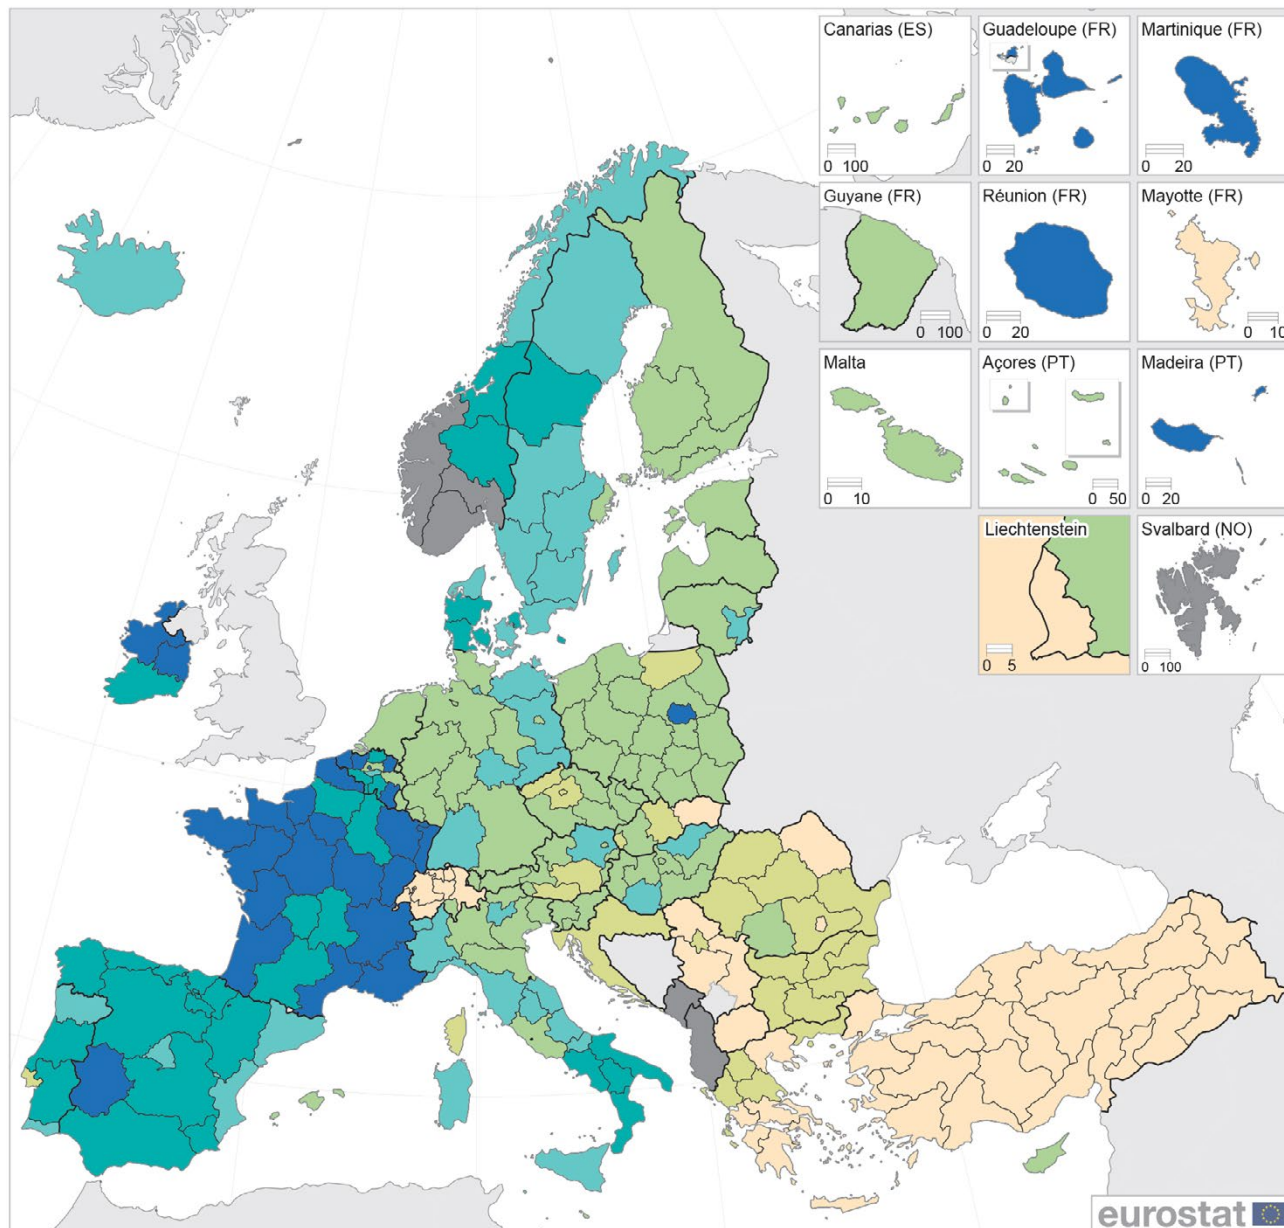 Canarias (ES)
0 100
Guadeloupe (FR)
0 20
Martinique (FR)
0 20
Guyane (FR)
0 100
Réunion (FR)
0 20
Mayotte (FR)
0 10
Malta
0 10
Açores (PT)
0 50
Madeira (PT)
0 20
Liechtenstein
0 5
Svalbard (NO)
0 100
eurostat